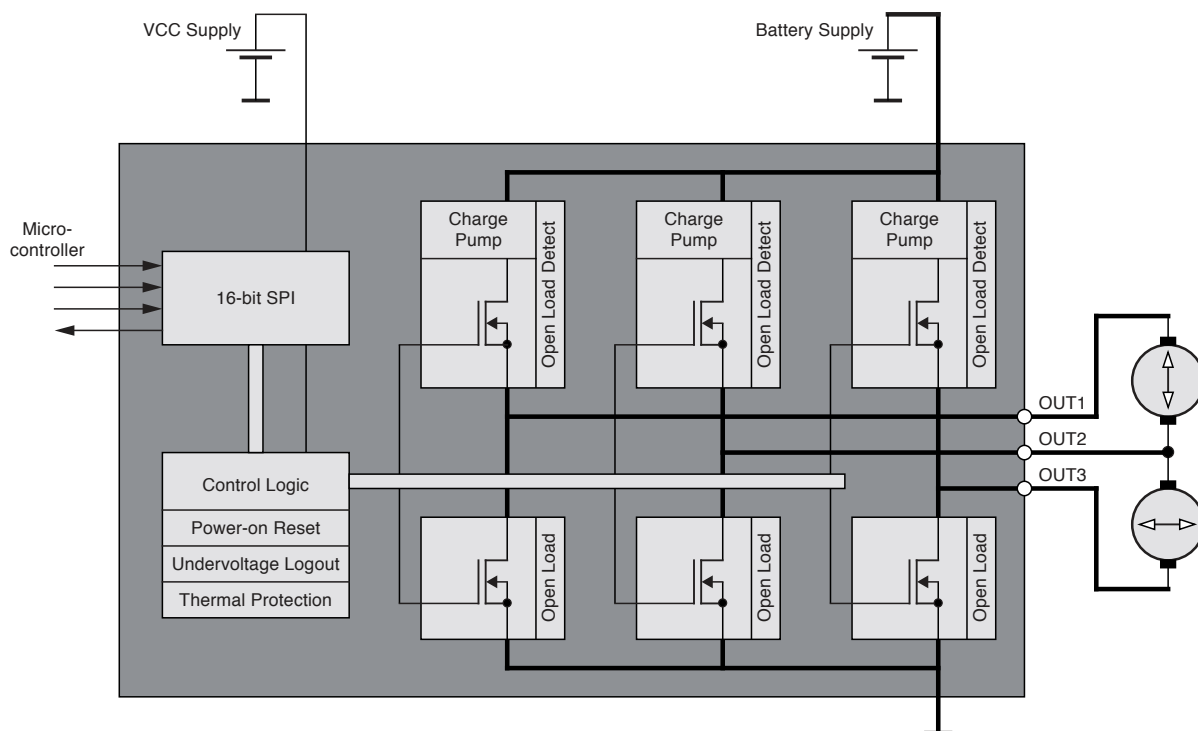 VCC Supply
Battery Supply
Micro-
controller
16-bit SPI
Control Logic
Power-on Reset
Undervoltage Logout
Thermal Protection
Charge
Pump
Open Load Detect
Charge
Pump
Open Load Detect
Charge
Pump
Open Load Detect
OUT1
OUT2
OUT3
Open Load
Open Load
Open Load